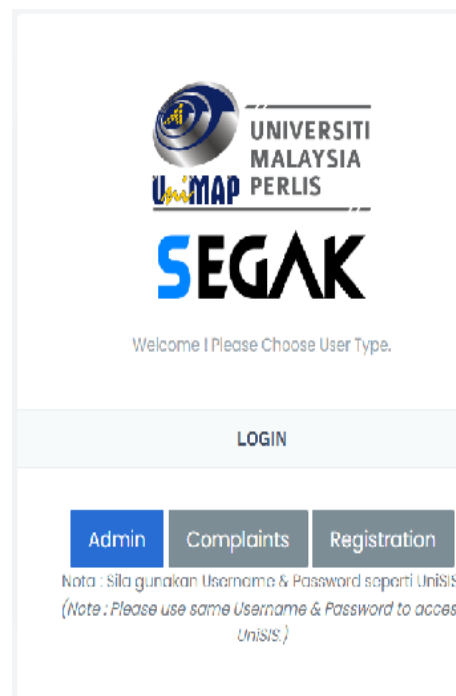 UniMAP
UNIVERSITI
MALAYSIA
PERLIS
SEGAK
Welcome ! Please Choose User Type.
LOGIN
Admin Complaints Registration
Nota : Sila gunakan Username & Password seperti UniSIS
(Note : Please use same Username & Password to acces
UniSIS.)